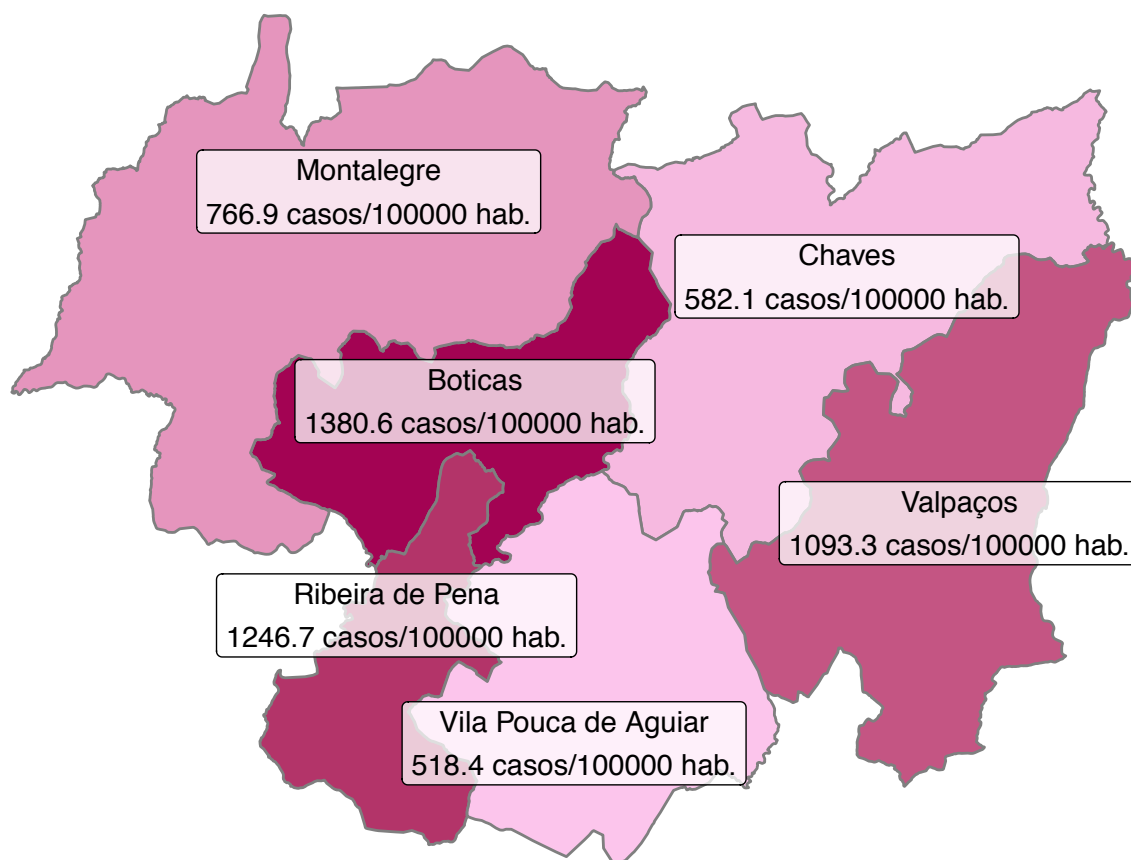 Montalegre
766.9 casos/100000 hab.
Chaves
582.1 casos/100000 hab.
Boticas
1380.6 casos/100000 hab.
Valpaços
1093.3 casos/100000 hab.
Ribeira de Pena
1246.7 casos/100000 hab.
Vila Pouca de Aguiar
518.4 casos/100000 hab.